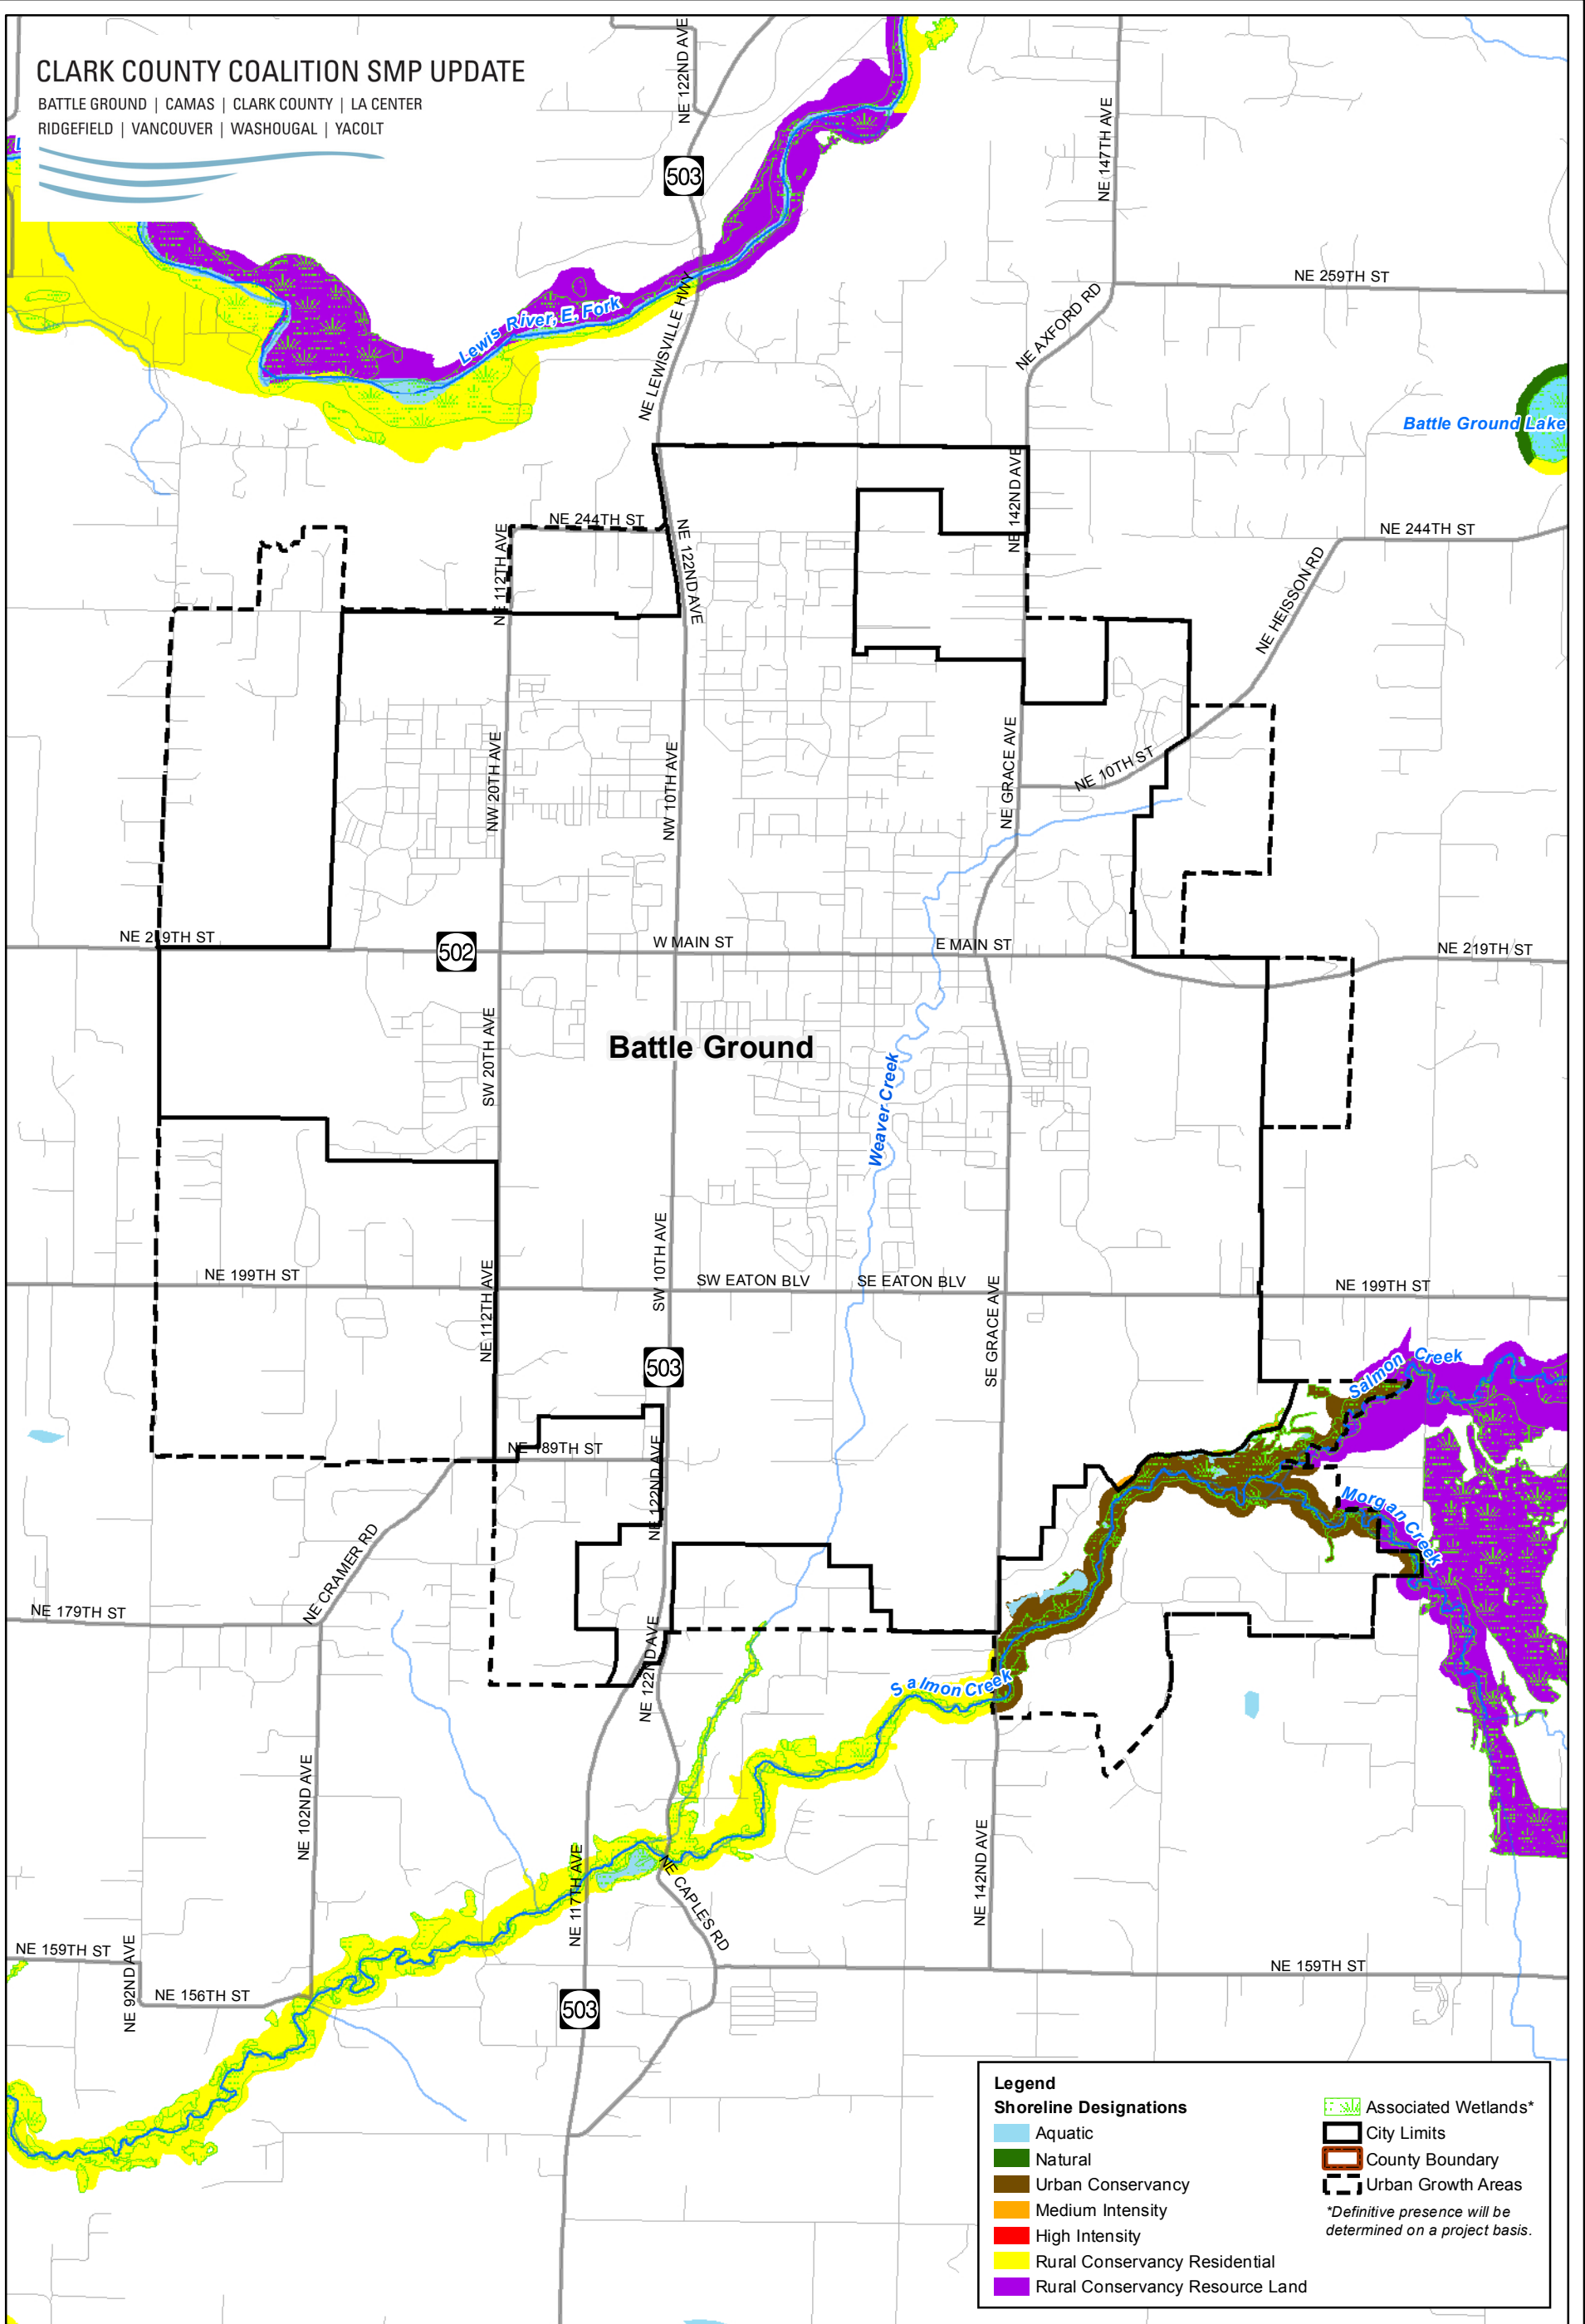 CLARK COUNTY COALITION SMP UPDATE
BATTLE GROUND | CAMAS | CLARK COUNTY | LA CENTER
RIDGEFIELD | VANCOUVER | WASHOUGAL | YACOLT
NE 122ND AVE
503
NE 147TH AVE
NE 259TH ST
Lewis River, E. Fork
NE LEWISVILLE HWY
NE AXFORD RD
Battle Ground Lake
NE 142ND AVE
NE 244TH ST
NE 112TH AVE
NE 122ND AVE
NE 244TH ST
NE HEISSON RD
NW 20TH AVE
NW 10TH AVE
NE GRACE AVE
NE 10TH ST
NE 219TH ST
502
W MAIN ST
E MAIN ST
NE 219TH ST
SW 20TH AVE
Battle Ground
Weaver Creek
NE 199TH ST
NE 112TH AVE
SW 10TH AVE
SW EATON BLV
SE EATON BLV
SE GRACE AVE
NE 199TH ST
503
Salmon Creek
NE 189TH ST
NE 122ND AVE
Morgan Creek
NE CRAMER RD
NE 179TH ST
NE 122ND AVE
Salmon Creek
NE 102ND AVE
NE 117TH AVE
NE CAPLES RD
NE 142ND AVE
NE 159TH ST
NE 92ND AVE
NE 156TH ST
NE 159TH ST
503
Legend
Shoreline Designations
Aquatic
Natural
Urban Conservancy
Medium Intensity
High Intensity
Rural Conservancy Residential
Rural Conservancy Resource Land
Associated Wetlands*
City Limits
County Boundary
Urban Growth Areas
*Definitive presence will be
determined on a project basis.